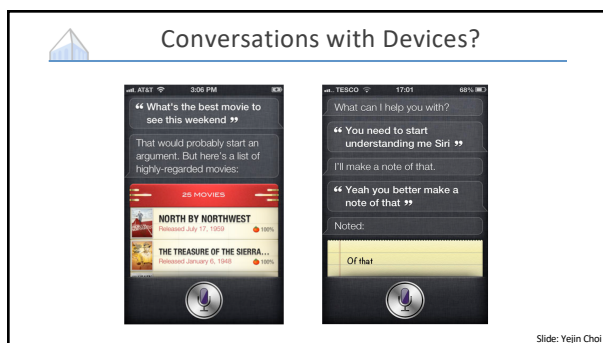 Conversations with Devices?
AT&T 3:06 PM
“ What's the best movie to
see this weekend ”
That would probably start an
argument. But here's a list of
highly-regarded movies:
25 MOVIES
NORTH BY NORTHWEST
Released July 17, 1959 100%
THE TREASURE OF THE SIERRA...
Released January 6, 1948 100%
TESCO 17:01 68%
What can I help you with?
“ You need to start
understanding me Siri ”
I'll make a note of that.
“ Yeah you better make a
note of that ”
Noted:
Of that
Slide: Yejin Choi